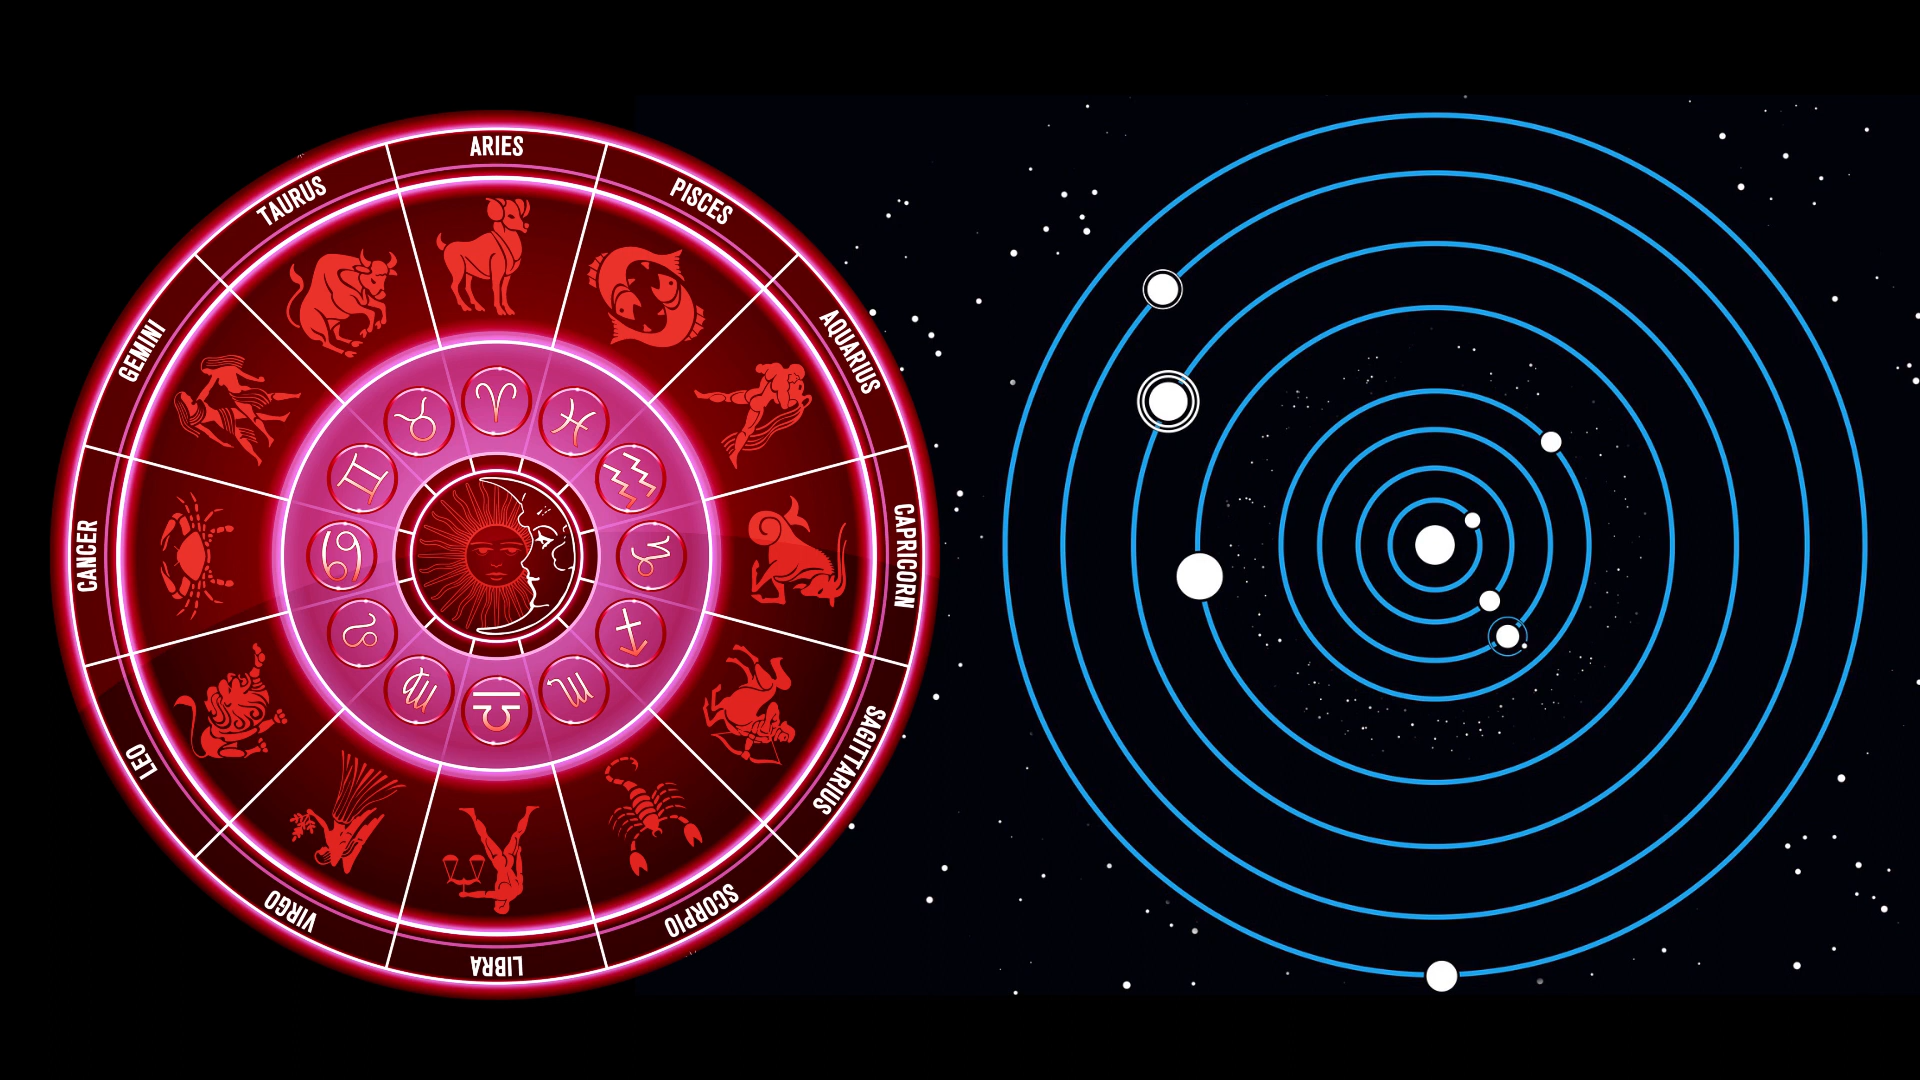 ARIES
PISCES
AQUARIUS
CAPRICORN
SAGITTARIUS
SCORPIO
LIBRA
VIRGO
LEO
CANCER
GEMINI
TAURUS